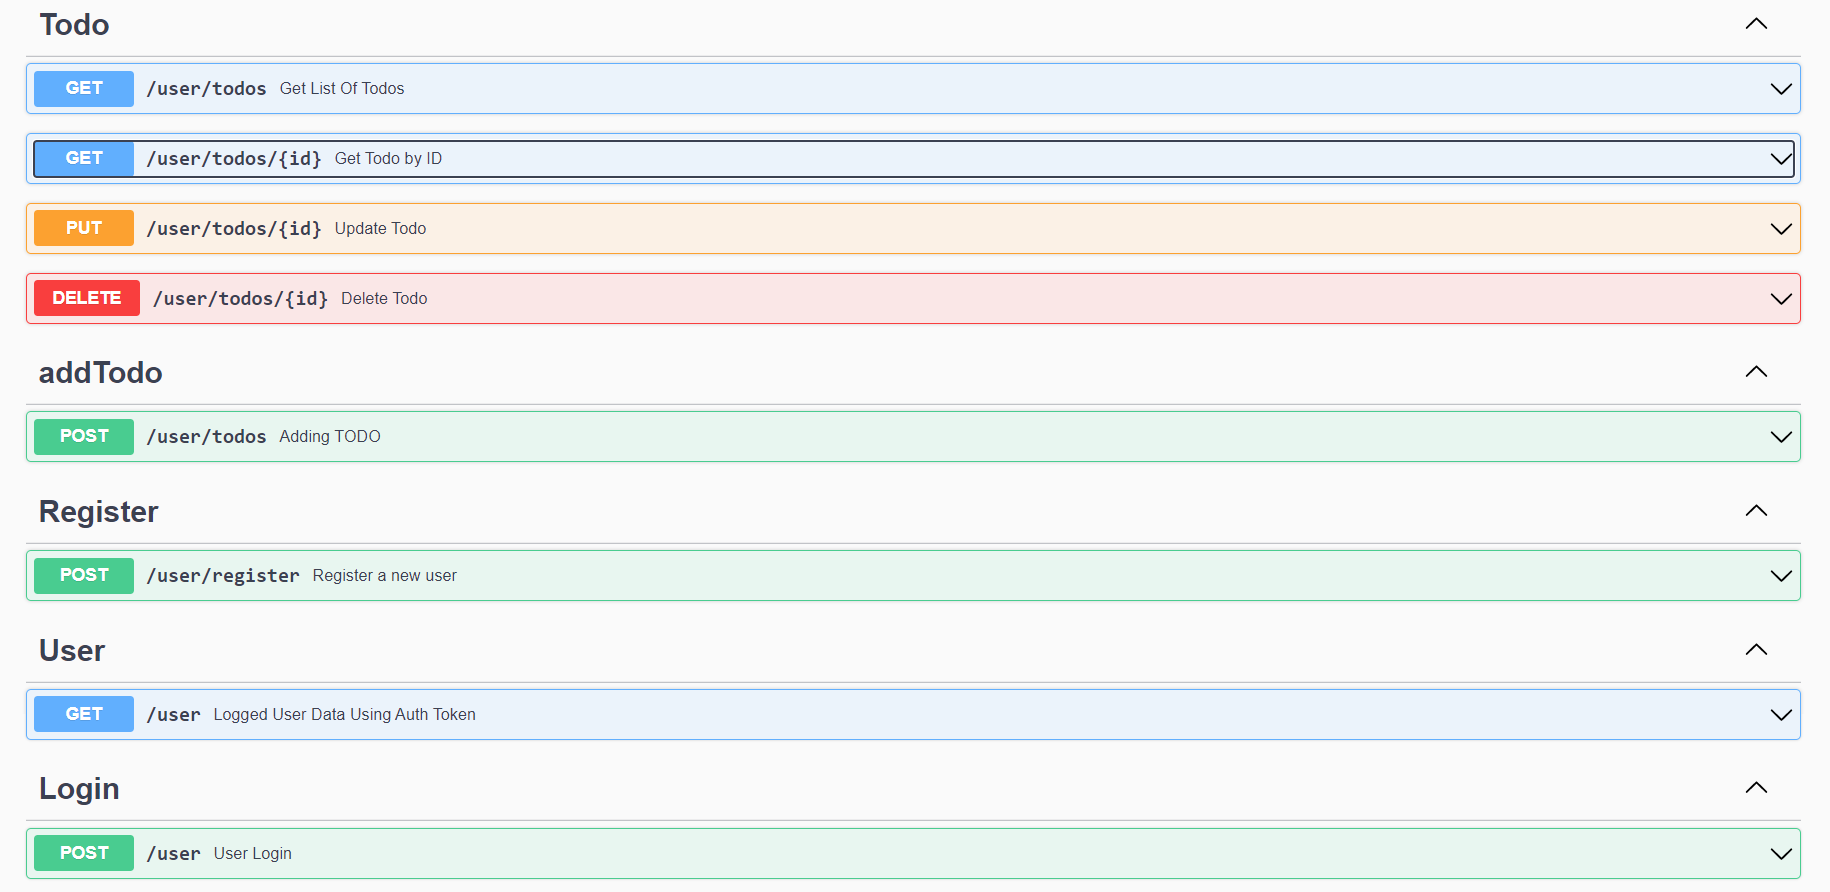 Todo
GET /user/todos Get List Of Todos
GET /user/todos/{id} Get Todo by ID
PUT /user/todos/{id} Update Todo
DELETE /user/todos/{id} Delete Todo
addTodo
POST /user/todos Adding TODO
Register
POST /user/register Register a new user
User
GET /user Logged User Data Using Auth Token
Login
POST /user User Login